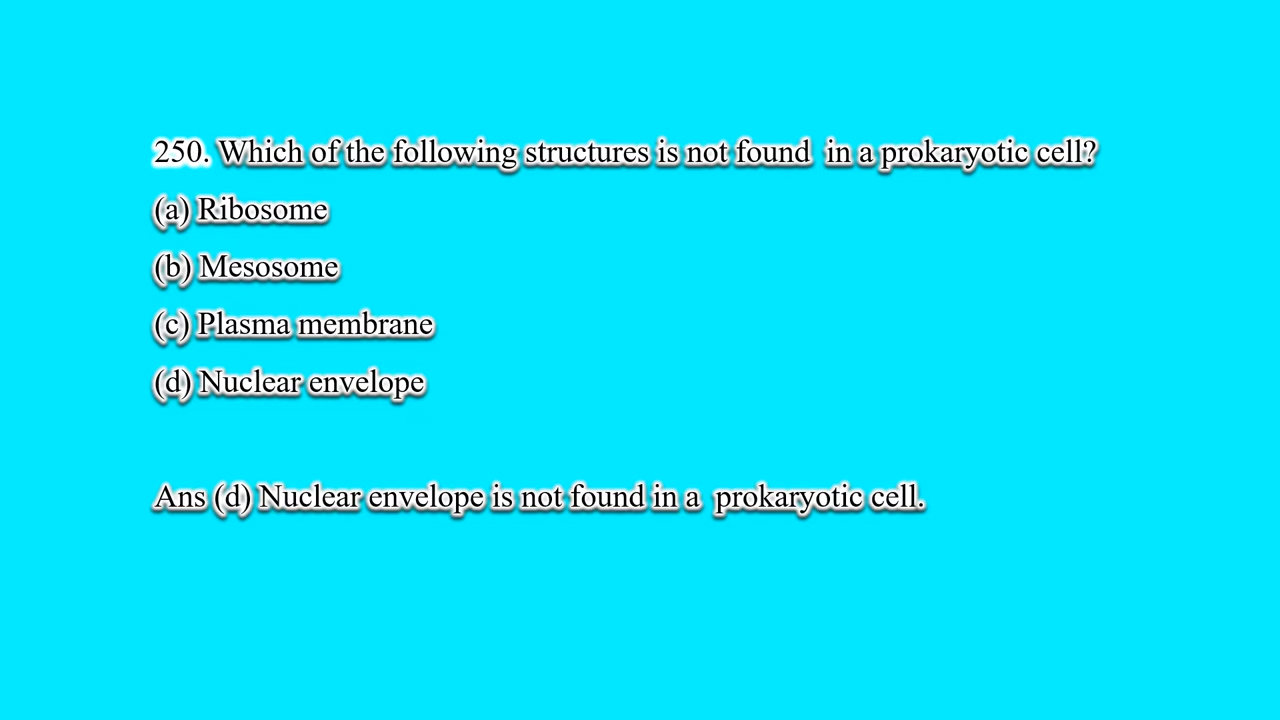 250. Which of the following structures is not found  in a prokaryotic cell?
(a) Ribosome
(b) Mesosome
(c) Plasma membrane
(d) Nuclear envelope
Ans (d) Nuclear envelope is not found in a  prokaryotic cell.